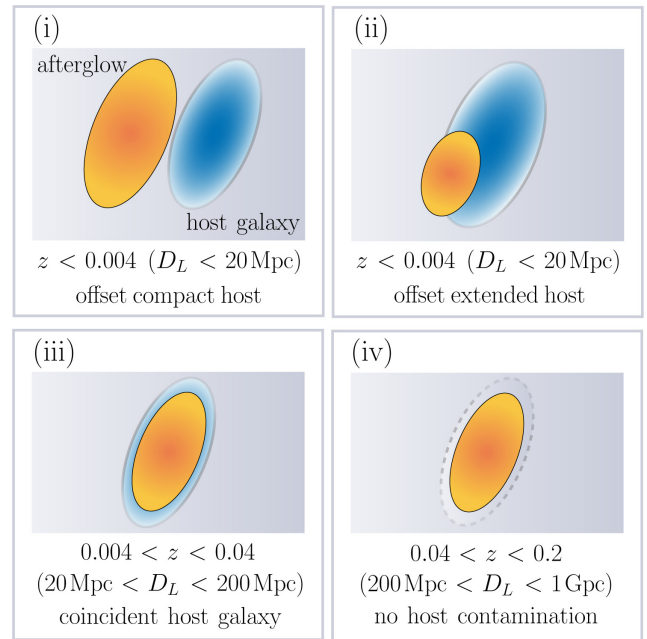 (i)
afterglow
host galaxy
z < 0.004 (D_L < 20 Mpc)
offset compact host
(ii)
z < 0.004 (D_L < 20 Mpc)
offset extended host
(iii)
0.004 < z < 0.04
(20 Mpc < D_L < 200 Mpc)
coincident host galaxy
(iv)
0.04 < z < 0.2
(200 Mpc < D_L < 1 Gpc)
no host contamination